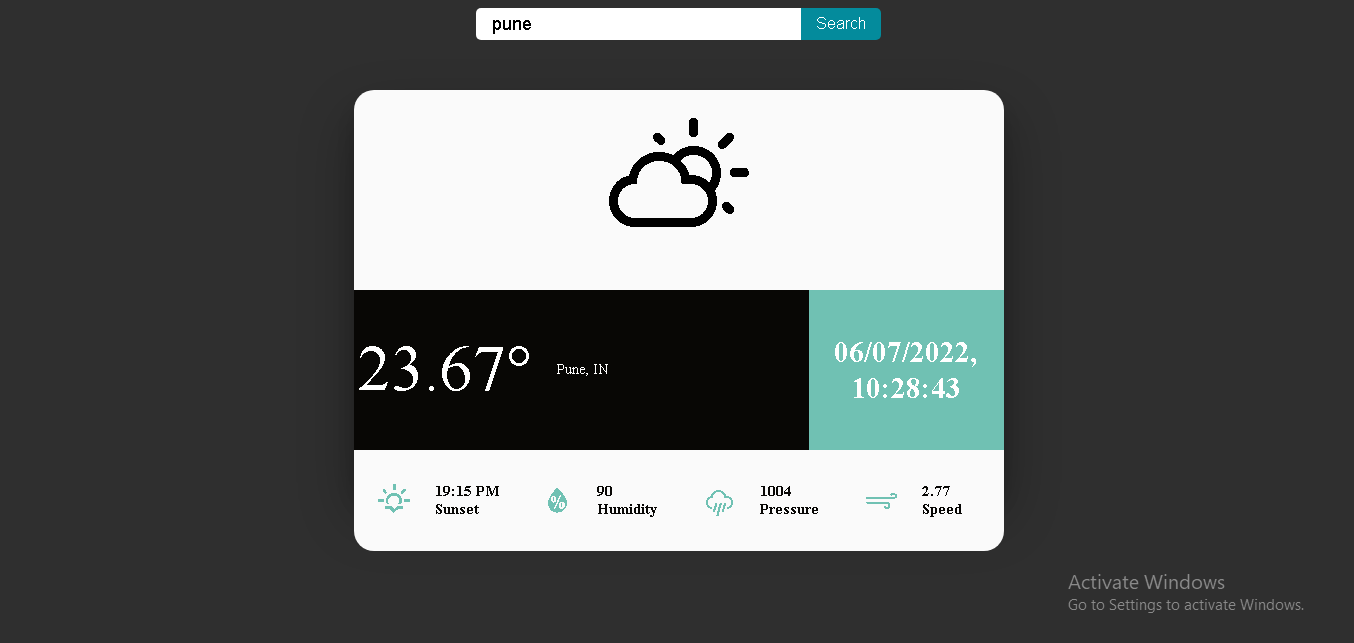 pune
Search
23.67°
Pune, IN
06/07/2022,
10:28:43
19:15 PM
Sunset
%
90
Humidity
1004
Pressure
2.77
Speed
Activate Windows
Go to Settings to activate Windows.